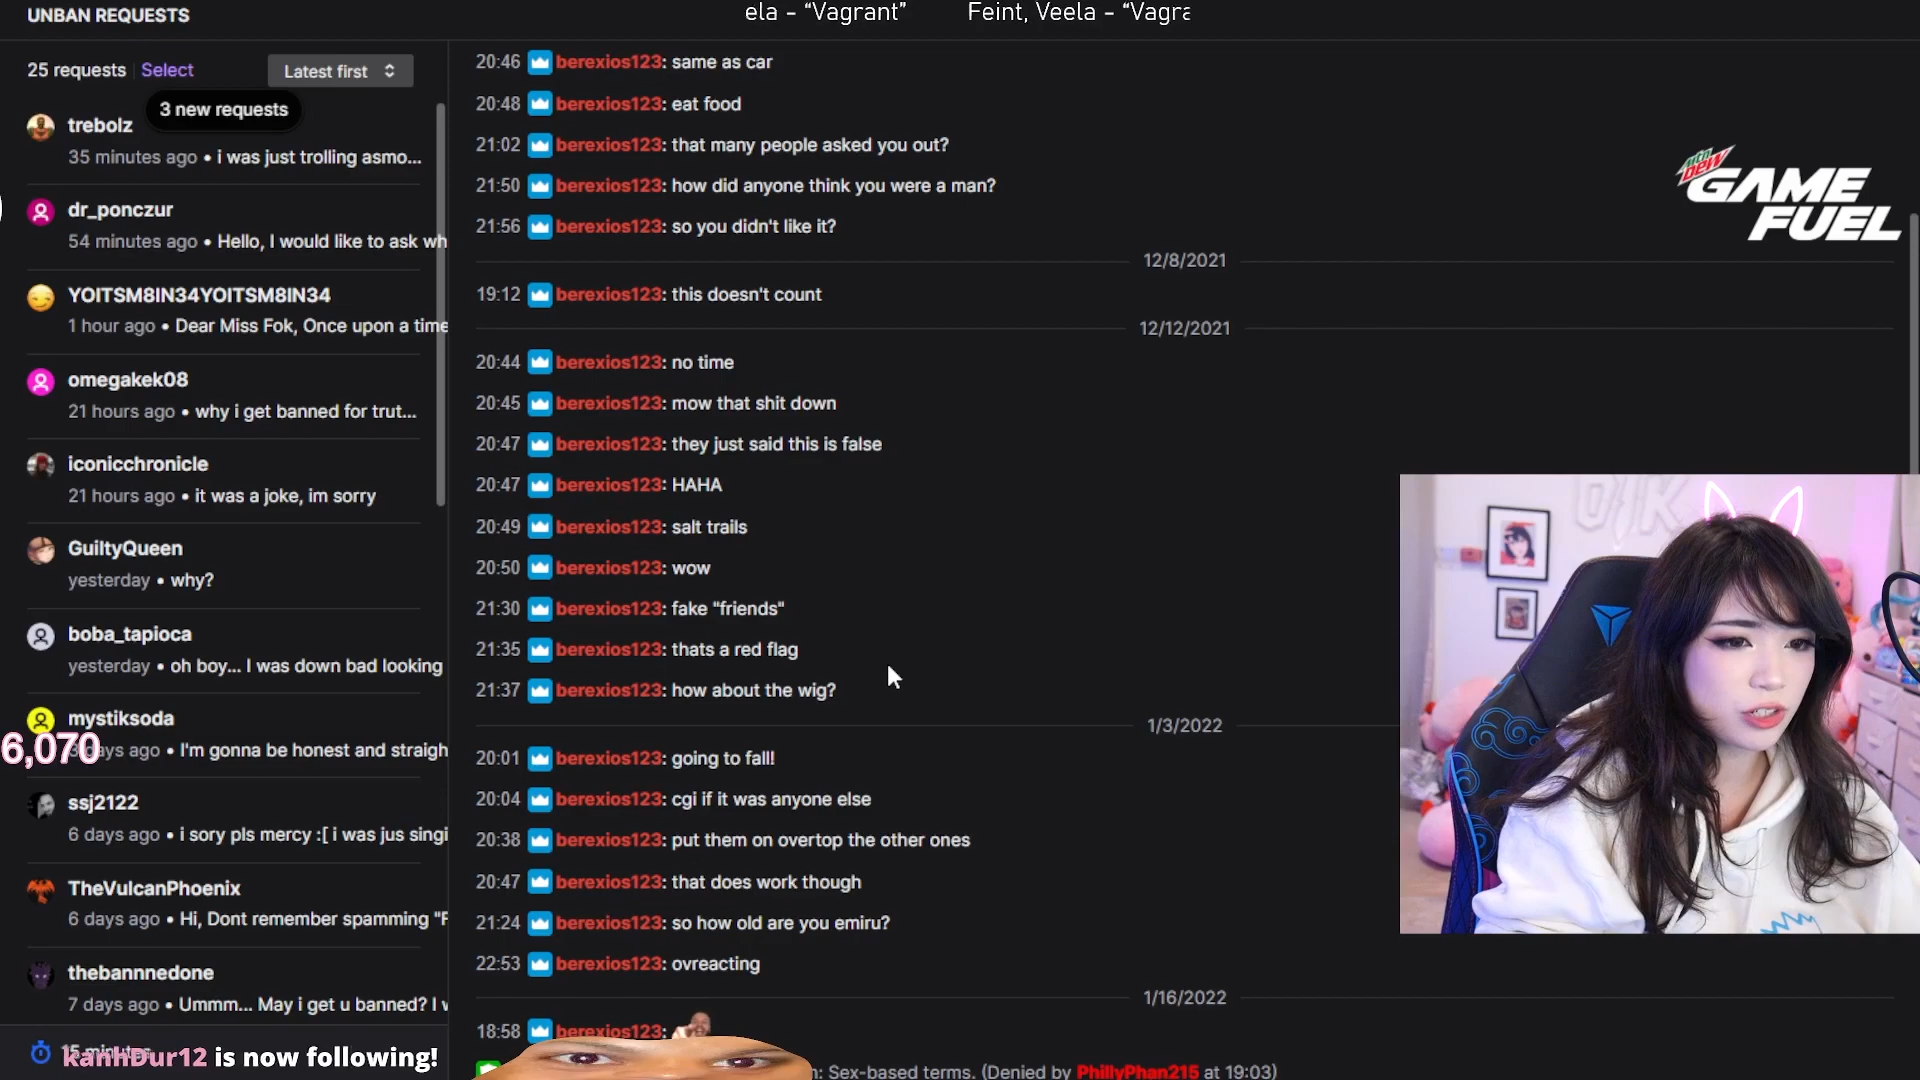 UNBAN REQUESTS
ela - “Vagrant” Feint, Veela - “Vagra
25 requests Select Latest first
3 new requests
trebolz
35 minutes ago • i was just trolling asmo...
dr_ponczur
54 minutes ago • Hello, I would like to ask wh
YOITSM8IN34YOITSM8IN34
1 hour ago • Dear Miss Fok, Once upon a time
omegakek08
21 hours ago • why i get banned for trut...
iconicchronicle
21 hours ago • it was a joke, im sorry
GuiltyQueen
yesterday • why?
boba_tapioca
yesterday • oh boy... I was down bad looking
mystiksoda
days ago • I'm gonna be honest and straigh
6,070
ssj2122
6 days ago • i sory pls mercy :[ i was jus singi
TheVulcanPhoenix
6 days ago • Hi, Dont remember spamming "F
thebannnedone
7 days ago • Ummm... May i get u banned? I w
15 minutes
kannDur12 is now following!
20:46 berexios123: same as car
20:48 berexios123: eat food
21:02 berexios123: that many people asked you out?
21:50 berexios123: how did anyone think you were a man?
21:56 berexios123: so you didn't like it?
12/8/2021
19:12 berexios123: this doesn't count
12/12/2021
20:44 berexios123: no time
20:45 berexios123: mow that shit down
20:47 berexios123: they just said this is false
20:47 berexios123: HAHA
20:49 berexios123: salt trails
20:50 berexios123: wow
21:30 berexios123: fake "friends"
21:35 berexios123: thats a red flag
21:37 berexios123: how about the wig?
1/3/2022
20:01 berexios123: going to fall!
20:04 berexios123: cgi if it was anyone else
20:38 berexios123: put them on overtop the other ones
20:47 berexios123: that does work though
21:24 berexios123: so how old are you emiru?
22:53 berexios123: ovreacting
1/16/2022
18:58 berexios123:
n: Sex-based terms. (Denied by PhillyPhan215 at 19:03)
mtn DEW
GAME
FUEL